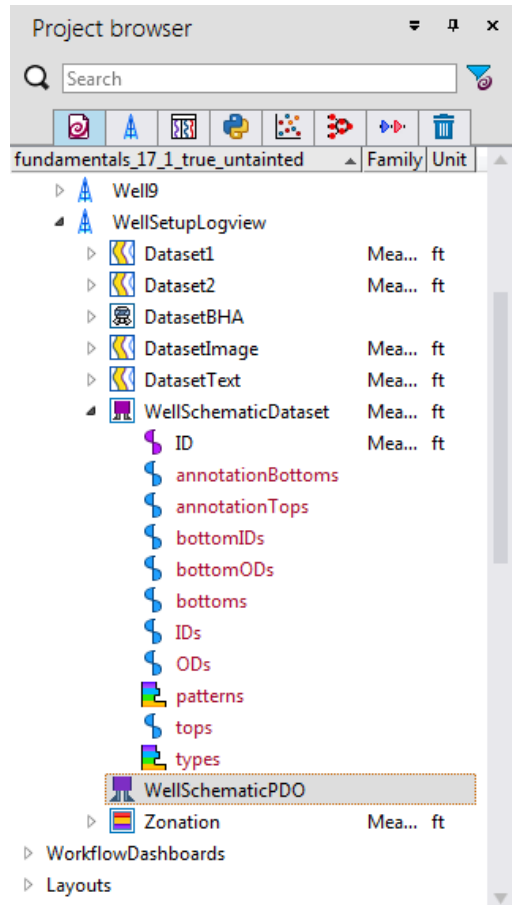 Project browser
Search
fundamentals_17_1_true_untainted Family Unit
Well9
WellSetupLogview
Dataset1 Mea... ft
Dataset2 Mea... ft
DatasetBHA
DatasetImage Mea... ft
DatasetText Mea... ft
WellSchematicDataset Mea... ft
ID Mea... ft
annotationBottoms
annotationTops
bottomIDs
bottomODs
bottoms
IDs
ODs
patterns
tops
types
WellSchematicPDO
Zonation Mea... ft
WorkflowDashboards
Layouts